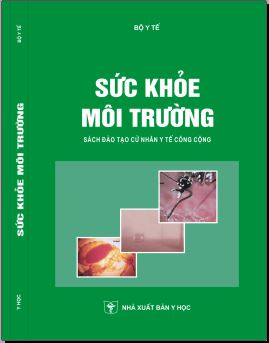 BỘ Y TẾ
SỨC KHỎE MÔI TRƯỜNG
Y HỌC
BỘ Y TẾ
SỨC KHỎE
MÔI TRƯỜNG
SÁCH ĐÀO TẠO CỬ NHÂN Y TẾ CÔNG CỘNG
NHÀ XUẤT BẢN Y HỌC